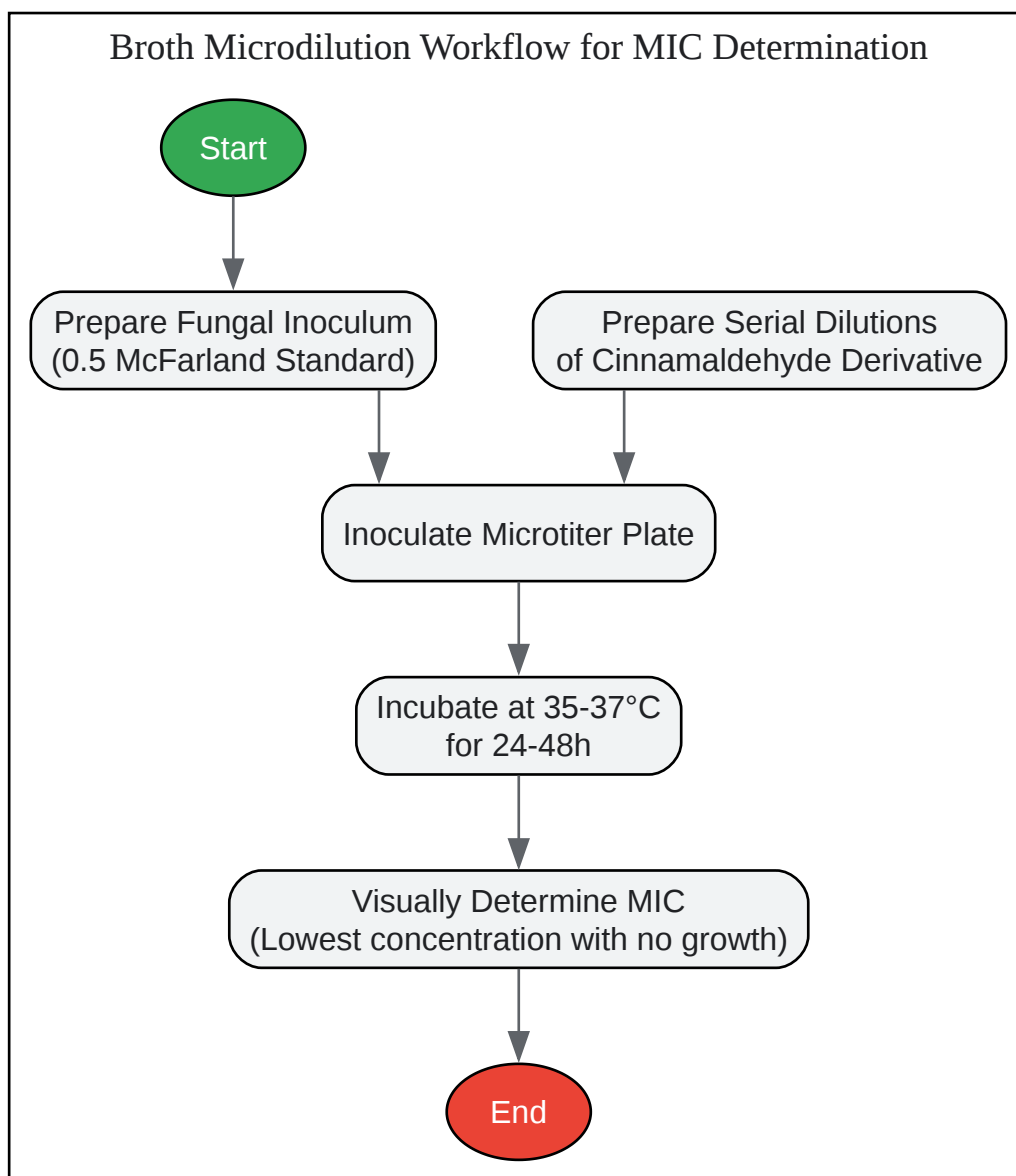 Broth Microdilution Workflow for MIC Determination
Start
Prepare Fungal Inoculum
(0.5 McFarland Standard)
Prepare Serial Dilutions
of Cinnamaldehyde Derivative
Inoculate Microtiter Plate
Incubate at 35-37°C
for 24-48h
Visually Determine MIC
(Lowest concentration with no growth)
End